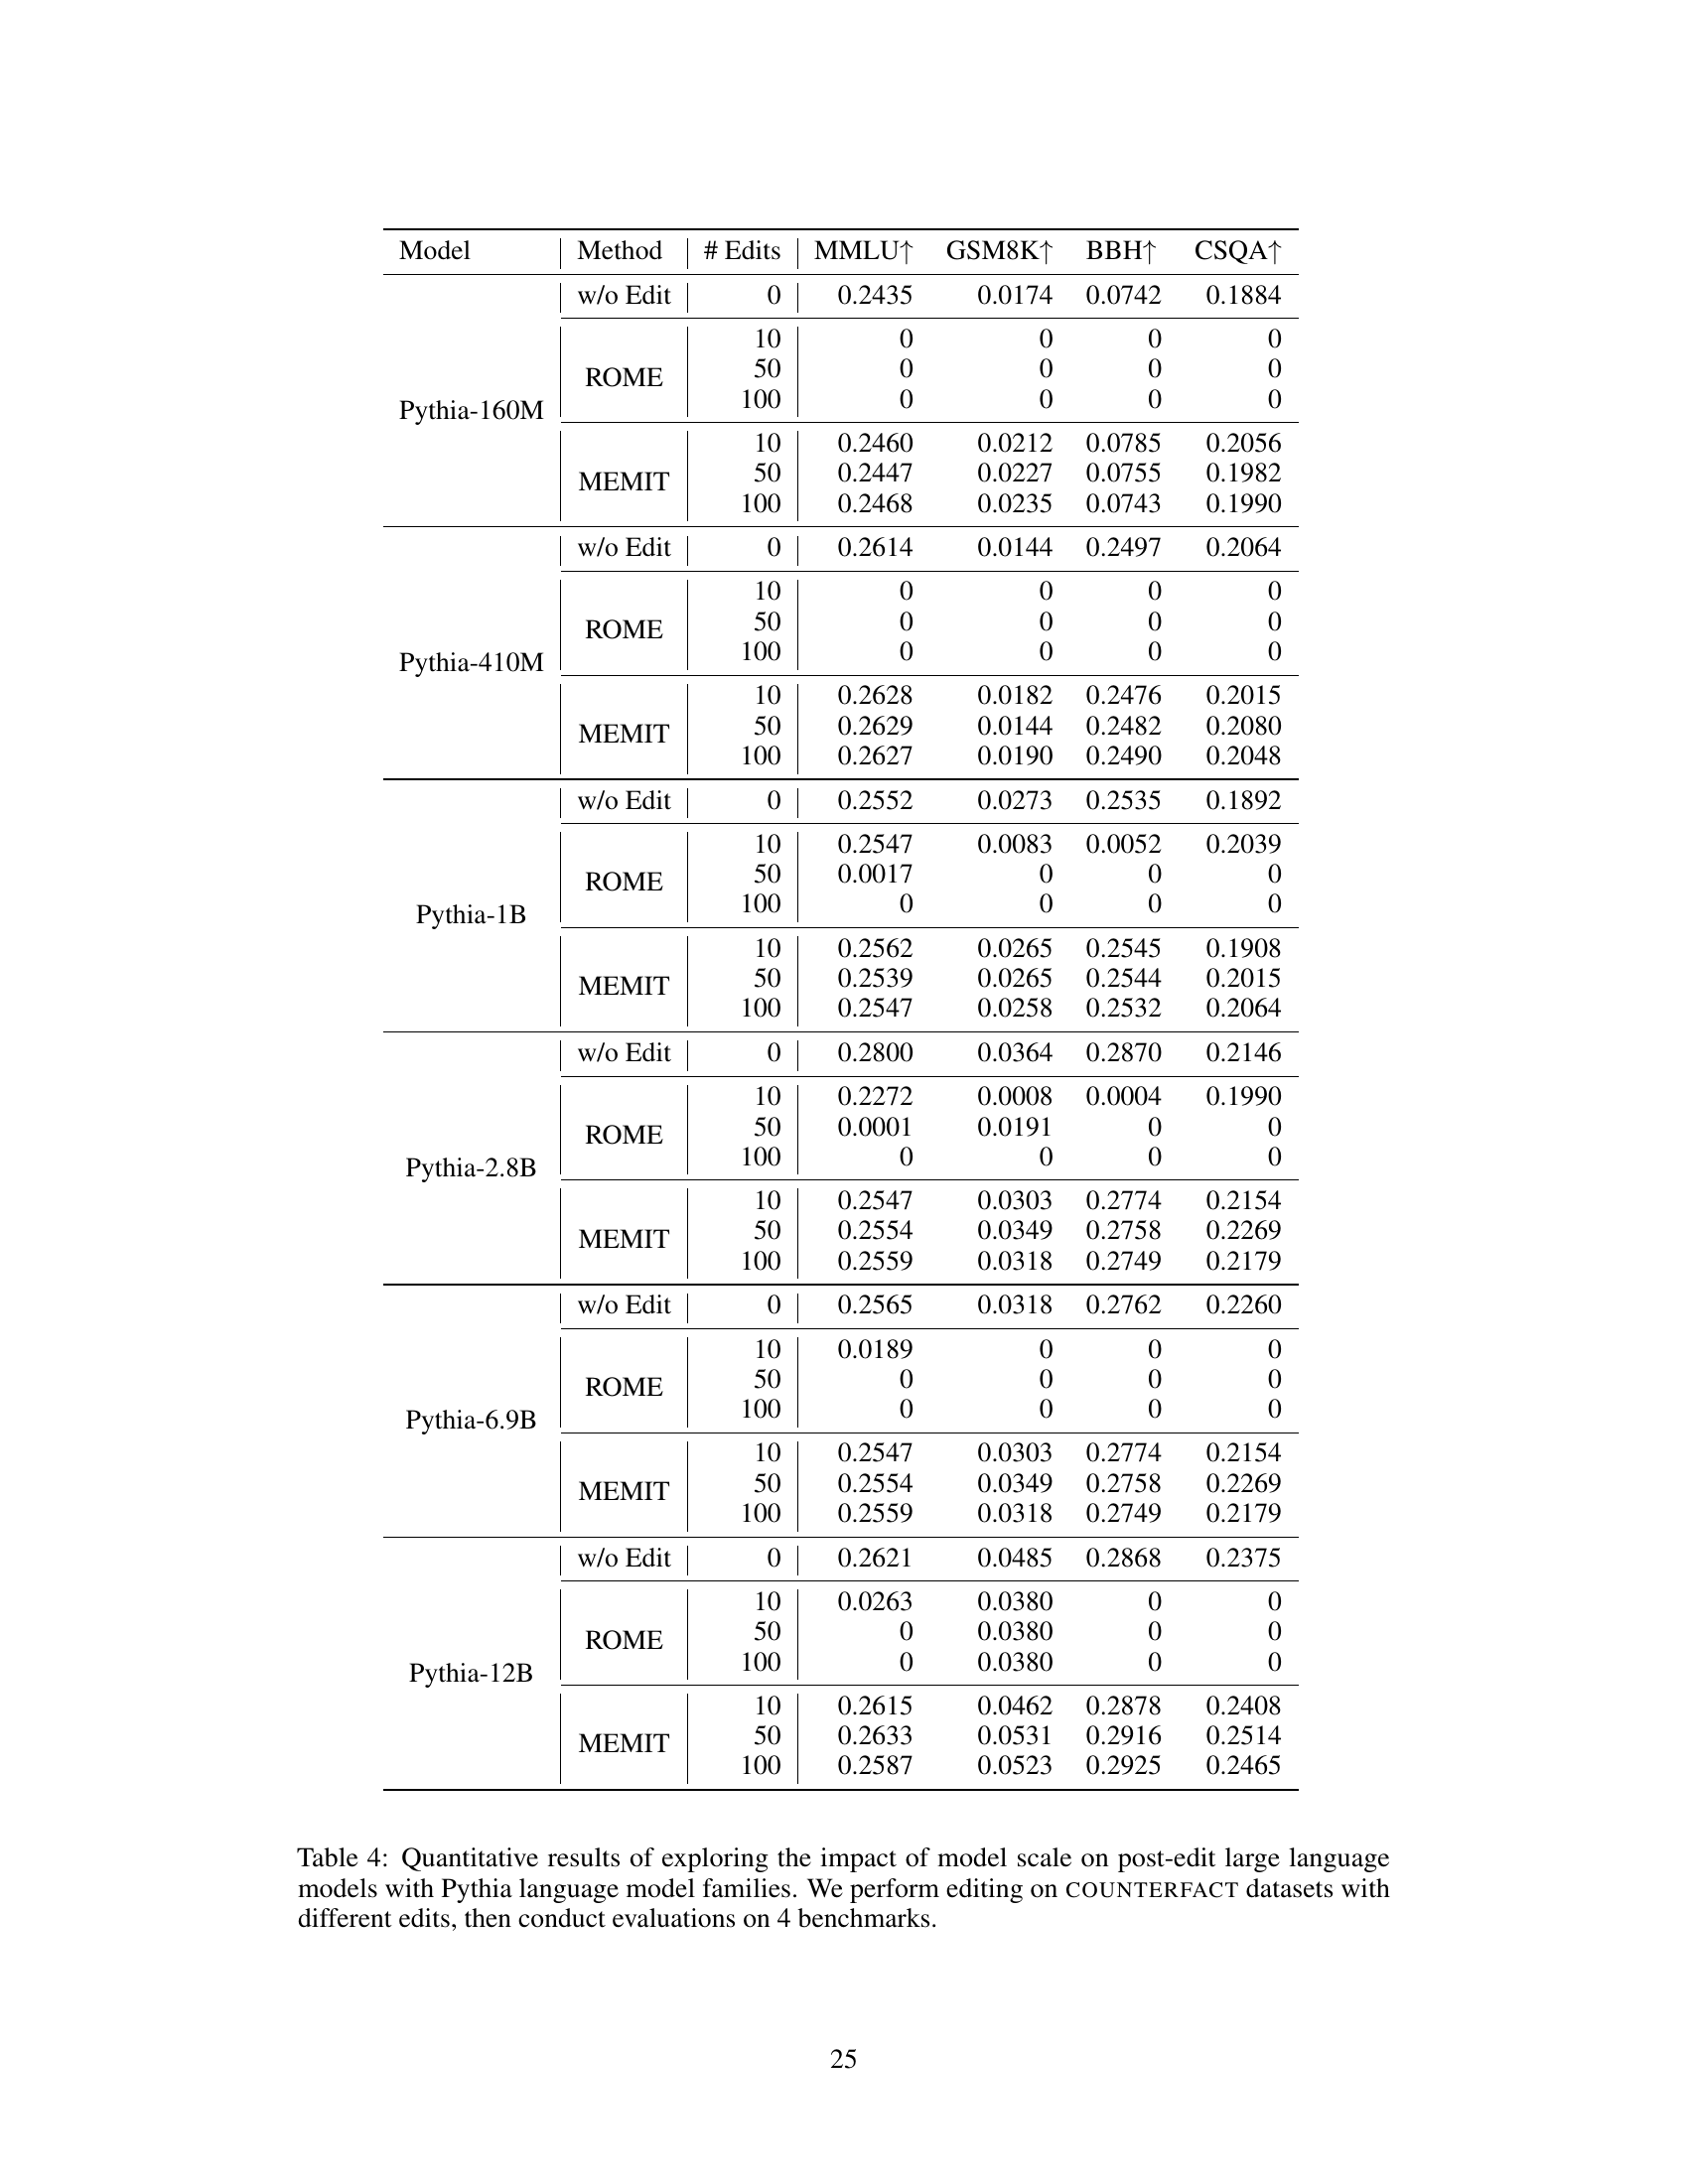 Model Method # Edits MMLU↑ GSM8K↑ BBH↑ CSQA↑
w/o Edit 0 0.2435 0.0174 0.0742 0.1884
10 0 0 0 0
ROME 50 0 0 0 0
100 0 0 0 0
Pythia-160M
10 0.2460 0.0212 0.0785 0.2056
MEMIT 50 0.2447 0.0227 0.0755 0.1982
100 0.2468 0.0235 0.0743 0.1990
w/o Edit 0 0.2614 0.0144 0.2497 0.2064
10 0 0 0 0
ROME 50 0 0 0 0
100 0 0 0 0
Pythia-410M
10 0.2628 0.0182 0.2476 0.2015
MEMIT 50 0.2629 0.0144 0.2482 0.2080
100 0.2627 0.0190 0.2490 0.2048
w/o Edit 0 0.2552 0.0273 0.2535 0.1892
10 0.2547 0.0083 0.0052 0.2039
ROME 50 0.0017 0 0 0
100 0 0 0 0
Pythia-1B
10 0.2562 0.0265 0.2545 0.1908
MEMIT 50 0.2539 0.0265 0.2544 0.2015
100 0.2547 0.0258 0.2532 0.2064
w/o Edit 0 0.2800 0.0364 0.2870 0.2146
10 0.2272 0.0008 0.0004 0.1990
ROME 50 0.0001 0.0191 0 0
100 0 0 0 0
Pythia-2.8B
10 0.2547 0.0303 0.2774 0.2154
MEMIT 50 0.2554 0.0349 0.2758 0.2269
100 0.2559 0.0318 0.2749 0.2179
w/o Edit 0 0.2565 0.0318 0.2762 0.2260
10 0.0189 0 0 0
ROME 50 0 0 0 0
100 0 0 0 0
Pythia-6.9B
10 0.2547 0.0303 0.2774 0.2154
MEMIT 50 0.2554 0.0349 0.2758 0.2269
100 0.2559 0.0318 0.2749 0.2179
w/o Edit 0 0.2621 0.0485 0.2868 0.2375
10 0.0263 0.0380 0 0
ROME 50 0 0.0380 0 0
100 0 0.0380 0 0
Pythia-12B
10 0.2615 0.0462 0.2878 0.2408
MEMIT 50 0.2633 0.0531 0.2916 0.2514
100 0.2587 0.0523 0.2925 0.2465
Table 4: Quantitative results of exploring the impact of model scale on post-edit large language
models with Pythia language model families. We perform editing on COUNTERFACT datasets with
different edits, then conduct evaluations on 4 benchmarks.
25